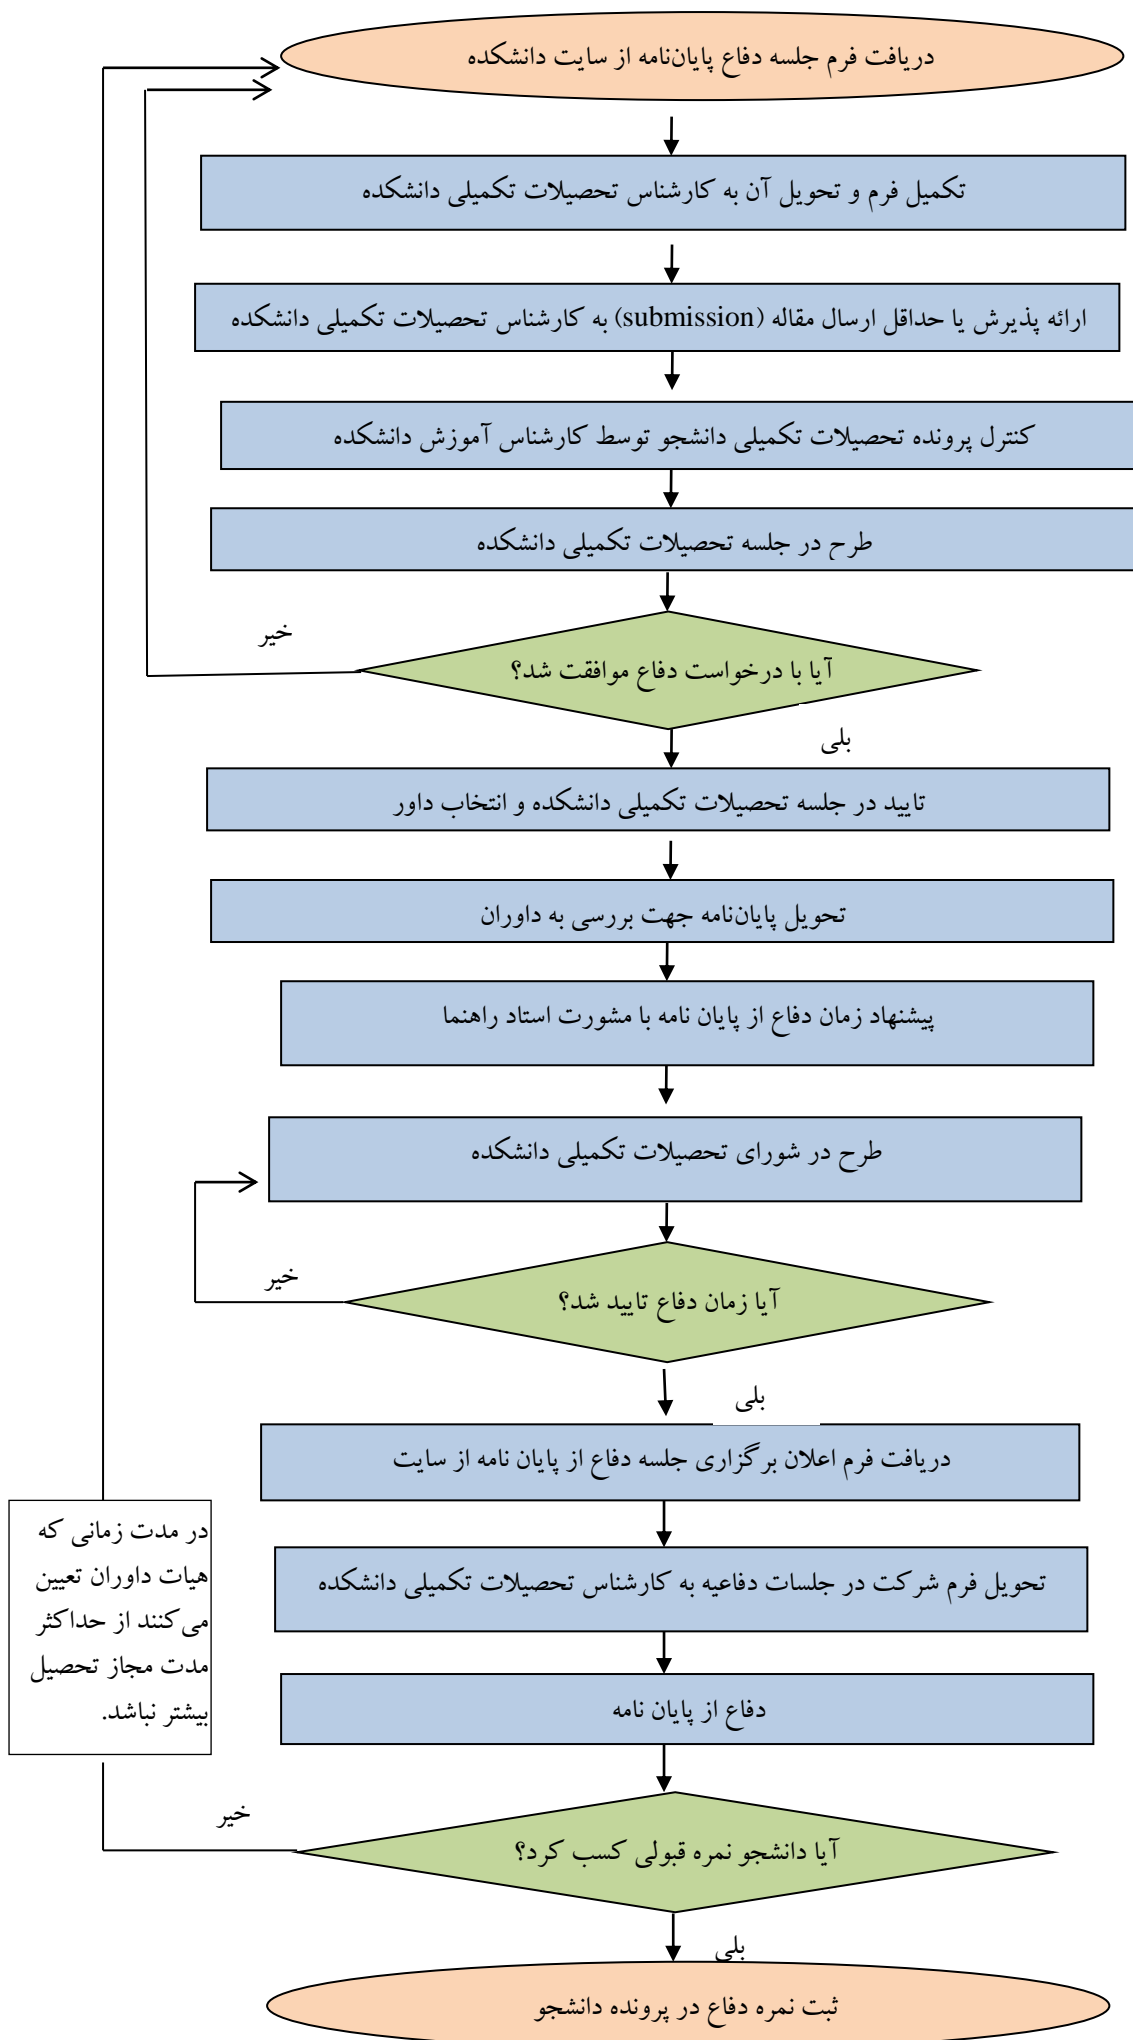 دریافت فرم جلسه دفاع پایان‌نامه از سایت دانشکده
تکمیل فرم و تحویل آن به کارشناس تحصیلات تکمیلی دانشکده
ارائه پذیرش یا حداقل ارسال مقاله (submission) به کارشناس تحصیلات تکمیلی دانشکده
کنترل پرونده تحصیلات تکمیلی دانشجو توسط کارشناس آموزش دانشکده
طرح در جلسه تحصیلات تکمیلی دانشکده
خیر
آیا با درخواست دفاع موافقت شد؟
بلی
تایید در جلسه تحصیلات تکمیلی دانشکده و انتخاب داور
تحویل پایان‌نامه جهت بررسی به داوران
پیشنهاد زمان دفاع از پایان نامه با مشورت استاد راهنما
طرح در شورای تحصیلات تکمیلی دانشکده
خیر
آیا زمان دفاع تایید شد؟
بلی
دریافت فرم اعلان برگزاری جلسه دفاع از پایان نامه از سایت
در مدت زمانی که
هیات داوران تعیین
می‌کنند از حداکثر
مدت مجاز تحصیل
بیشتر نباشد.
تحویل فرم شرکت در جلسات دفاعیه به کارشناس تحصیلات تکمیلی دانشکده
دفاع از پایان نامه
خیر
آیا دانشجو نمره قبولی کسب کرد؟
بلی
ثبت نمره دفاع در پرونده دانشجو